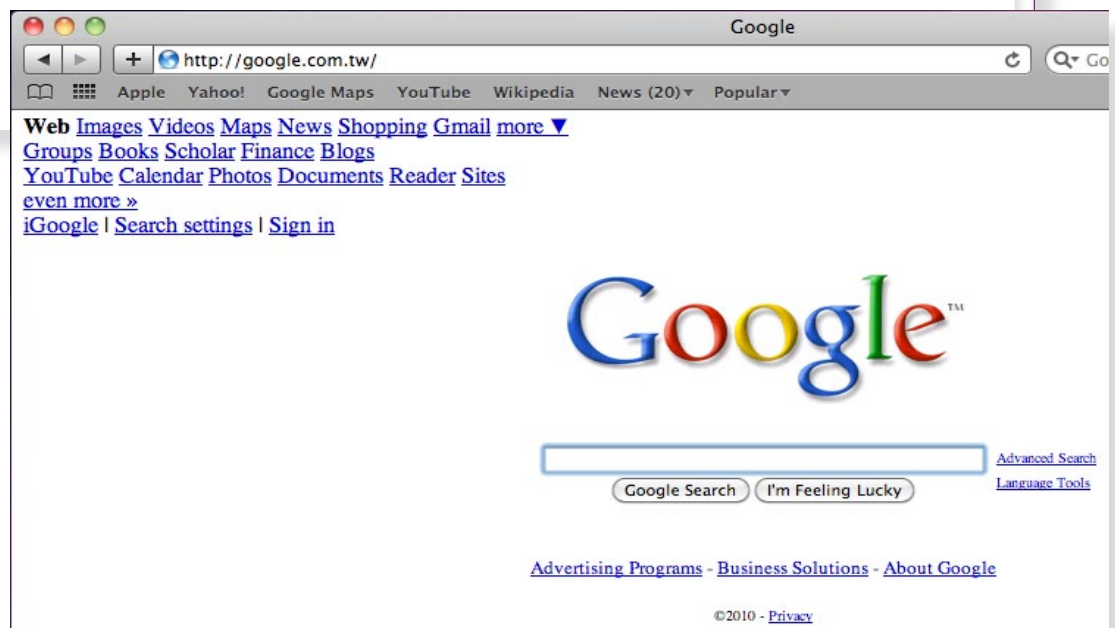 Google
http://google.com.tw/
Go
Apple Yahoo! Google Maps YouTube Wikipedia News (20)▾ Popular▾
Web Images Videos Maps News Shopping Gmail more ▼
Groups Books Scholar Finance Blogs
YouTube Calendar Photos Documents Reader Sites
even more »
iGoogle | Search settings | Sign in
Google™
Advanced Search
Google Search I'm Feeling Lucky
Language Tools
Advertising Programs - Business Solutions - About Google
©2010 - Privacy